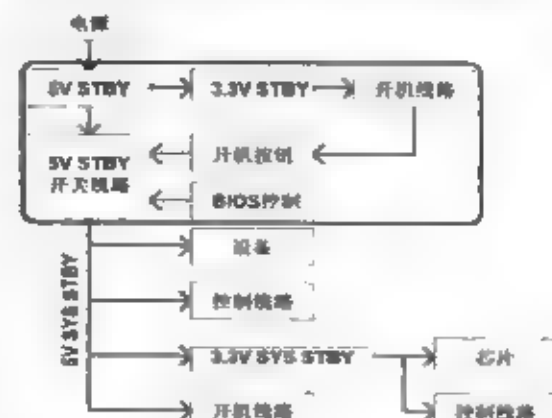 电源
5V STBY
3.3V STBY
开机线路
5V STBY
开关线路
开机按钮
BIOS控制
设备
5V SYS STBY
控制线路
3.3V SYS STBY
芯片
开机线路
控制线路